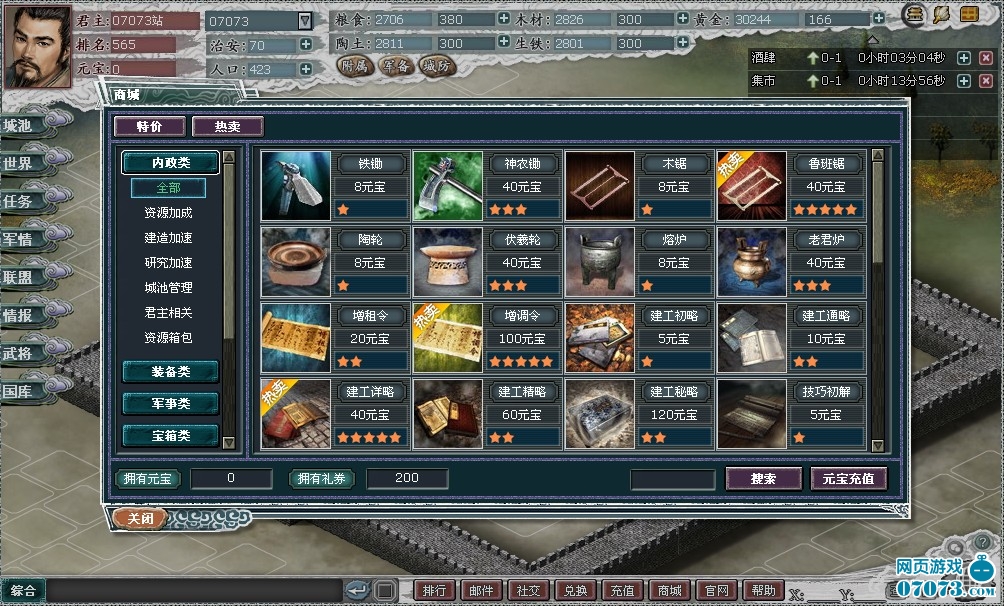 君主:07073站
07073
粮食:2706 380
木材:2826 300
黄金:30244 166
排名:565
治安:70
陶土:2811 300
生铁:2801 300
元宝:0
人口:423
附属 军备 城防
酒肆 0-1 0小时03分04秒
集市 0-1 0小时13分56秒
城池
世界
任务
军情
联盟
情报
武将
国库
商城
特价 热卖
内政类
全部
资源加成
建造加速
研究加速
城池管理
君主相关
资源箱包
装备类
军事类
宝箱类
铁锄
8元宝
神农锄
40元宝
木锯
8元宝
热卖
鲁班锯
40元宝
陶轮
8元宝
伏羲轮
40元宝
熔炉
8元宝
老君炉
40元宝
增租令
20元宝
热卖
增调令
100元宝
建工初略
5元宝
建工通略
10元宝
热卖
建工详略
40元宝
建工精略
60元宝
建工秘略
120元宝
技巧初解
5元宝
拥有元宝 0
拥有礼券 200
搜索 元宝充值
关闭
综合
排行 邮件 社交 兑换 充值 商城 官网 帮助
X: Y:
网页游戏
07073.com